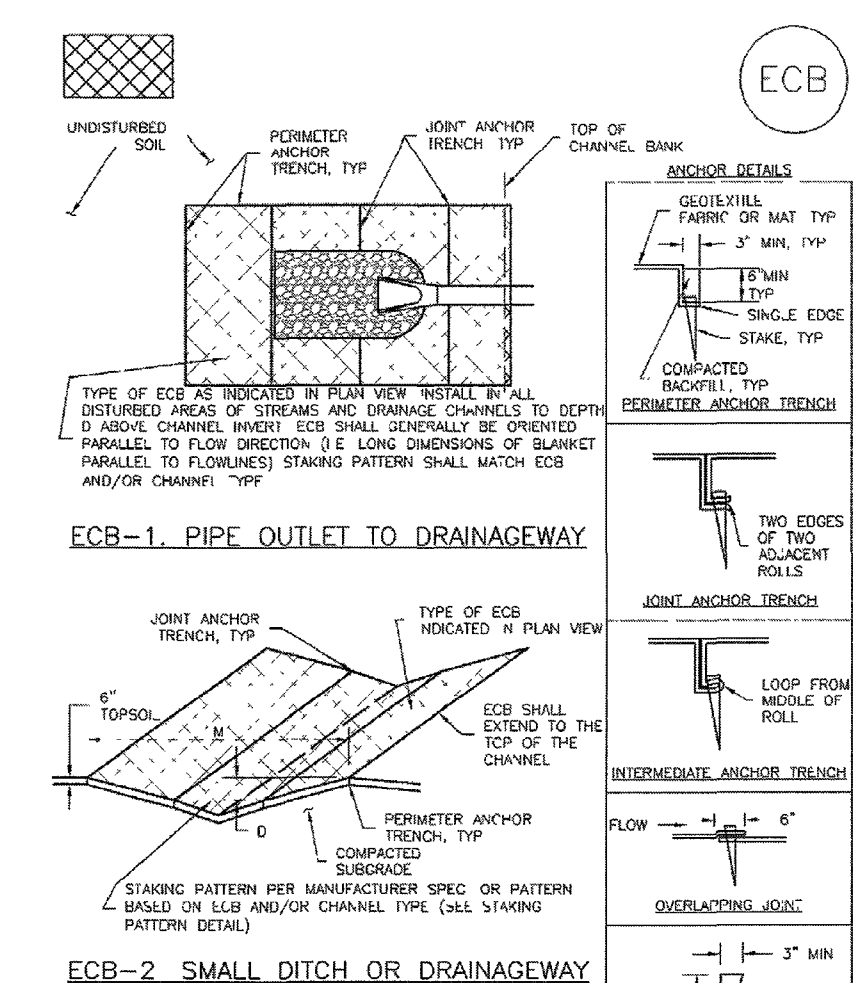 ECB
UNDISTURBED
SOIL
PERIMETER
ANCHOR
TRENCH, TYP
JOINT ANCHOR
TRENCH TYP
TOP OF
CHANNEL BANK
TYPE OF ECB AS INDICATED IN PLAN VIEW INSTALL IN ALL
DISTURBED AREAS OF STREAMS AND DRAINAGE CHANNELS TO DEPTH
D ABOVE CHANNEL INVERT ECB SHALL GENERALLY BE ORIENTED
PARALLEL TO FLOW DIRECTION (I E LONG DIMENSIONS OF BLANKET
PARALLEL TO FLOWLINES) STAKING PATTERN SHALL MATCH ECB
AND/OR CHANNEL TYPE
ECB-1. PIPE OUTLET TO DRAINAGEWAY
JOINT ANCHOR
TRENCH, TYP
TYPE OF ECB
INDICATED IN PLAN VIEW
6"
TOPSOIL
M
ECB SHALL
EXTEND TO THE
TOP OF THE
CHANNEL
D
PERIMETER ANCHOR
TRENCH, TYP
COMPACTED
SUBGRADE
STAKING PATTERN PER MANUFACTURER SPEC OR PATTERN
BASED ON ECB AND/OR CHANNEL TYPE (SEE STAKING
PATTERN DETAIL)
ECB-2 SMALL DITCH OR DRAINAGEWAY
ANCHOR DETAILS
GEOTEXTILE
FABRIC OR MAT TYP
3" MIN, TYP
6"MIN
TYP
SINGLE EDGE
STAKE, TYP
COMPACTED
BACKFILL, TYP
PERIMETER ANCHOR TRENCH
TWO EDGES
OF TWO
ADJACENT
ROLLS
JOINT ANCHOR TRENCH
LOOP FROM
MIDDLE OF
ROLL
INTERMEDIATE ANCHOR TRENCH
FLOW
6"
OVERLAPPING JOINT
3" MIN